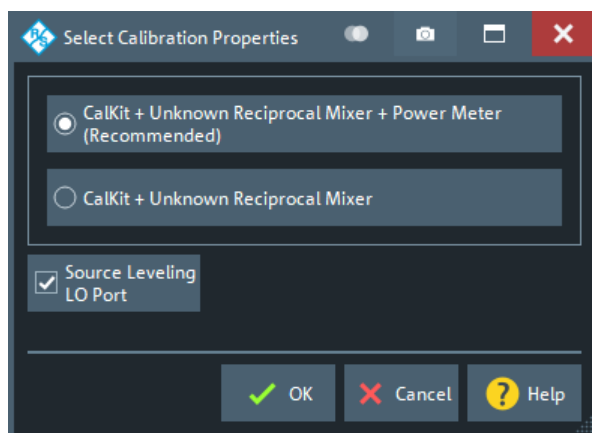 R&S Select Calibration Properties
CalKit + Unknown Reciprocal Mixer + Power Meter
(Recommended)
CalKit + Unknown Reciprocal Mixer
Source Leveling
LO Port
OK Cancel ? Help